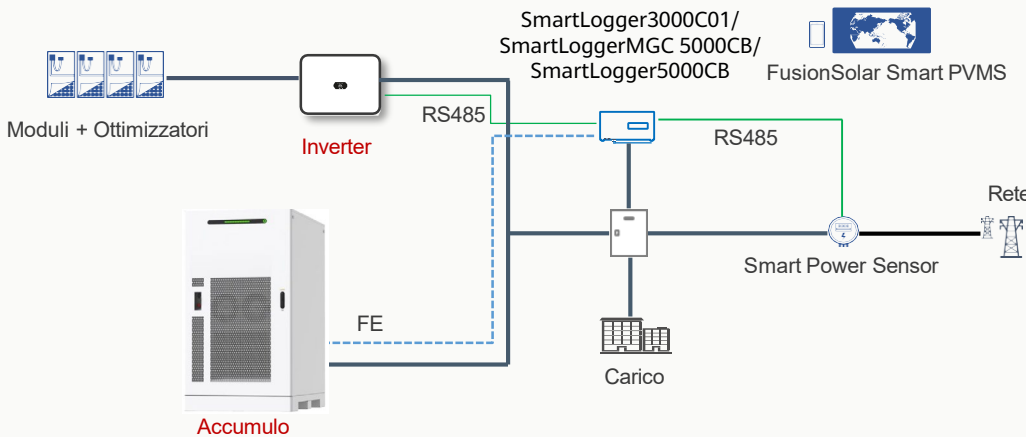 SmartLogger3000C01/
SmartLoggerMGC 5000CB/
SmartLogger5000CB
FusionSolar Smart PVMS
Moduli + Ottimizzatori
Inverter
RS485
RS485
Rete
Smart Power Sensor
FE
Carico
Accumulo